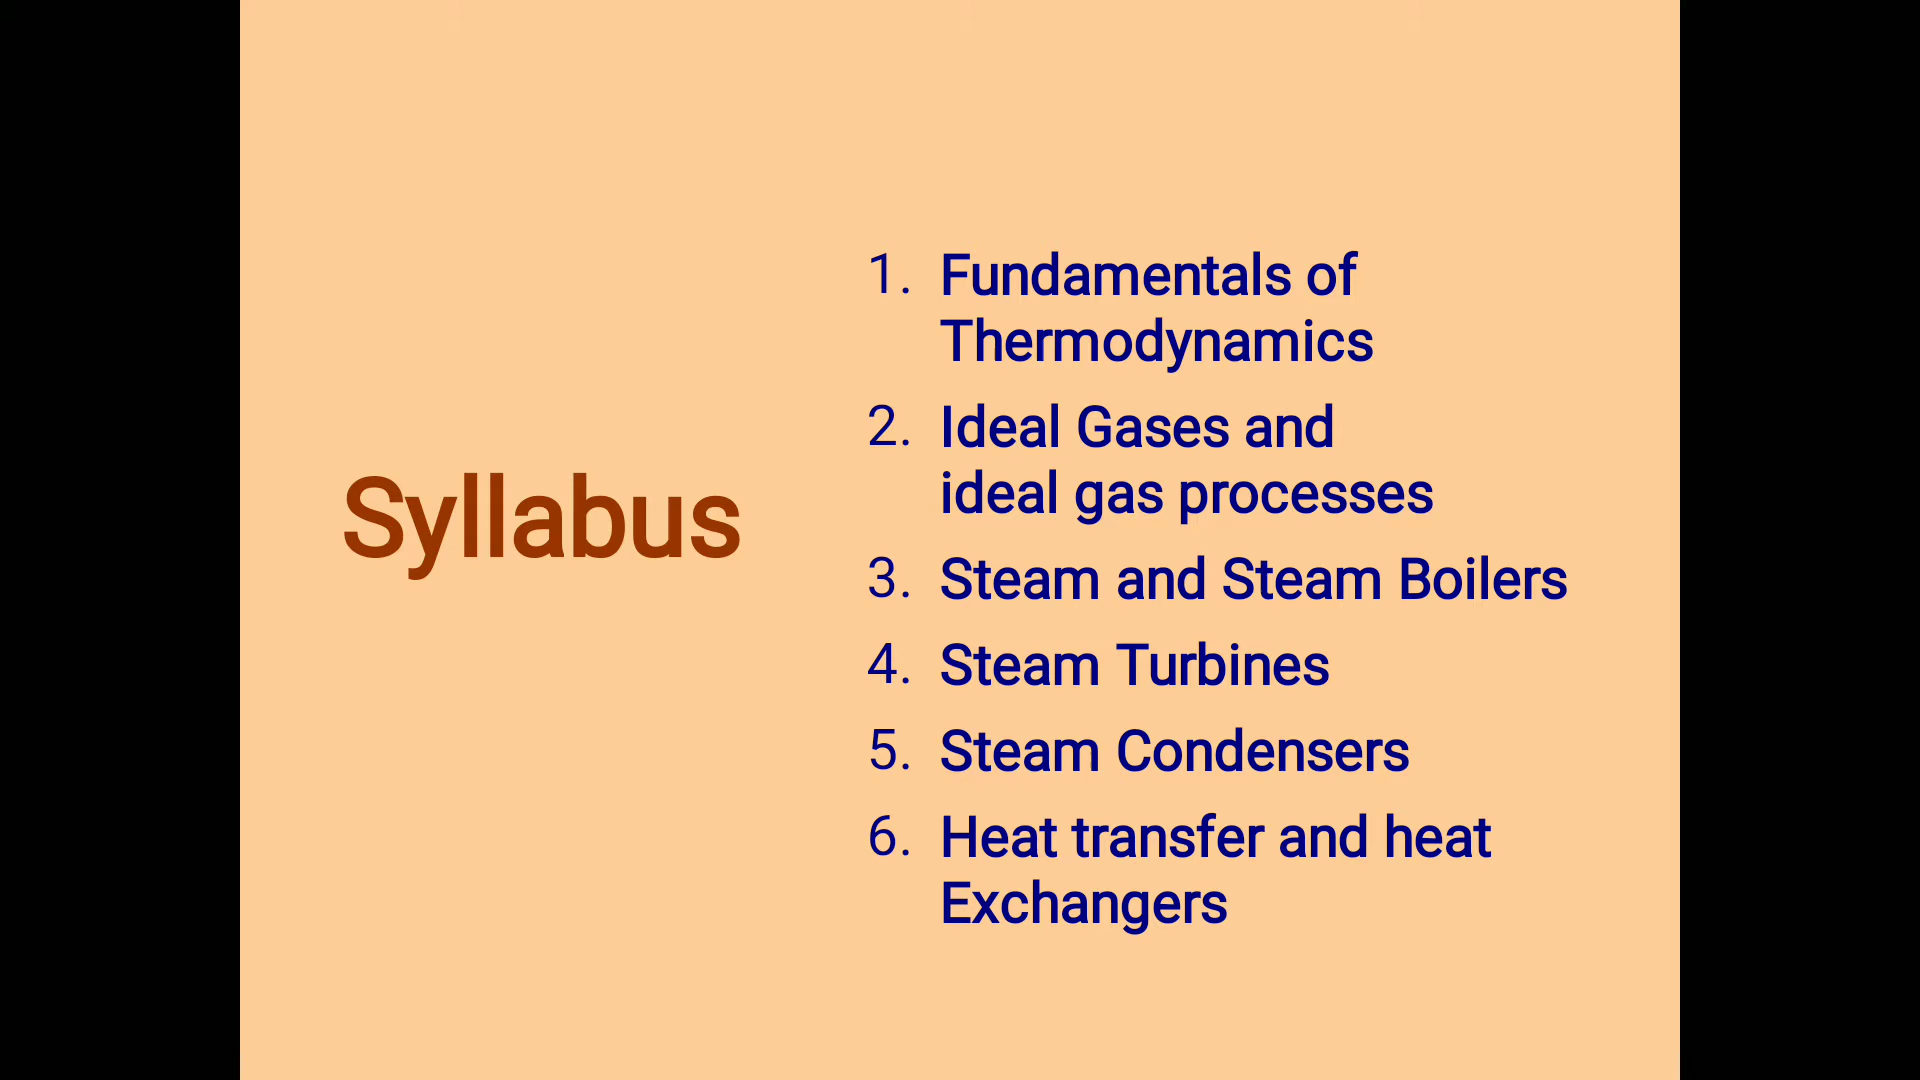 Syllabus
1. Fundamentals of
Thermodynamics
2. Ideal Gases and
ideal gas processes
3. Steam and Steam Boilers
4. Steam Turbines
5. Steam Condensers
6. Heat transfer and heat
Exchangers